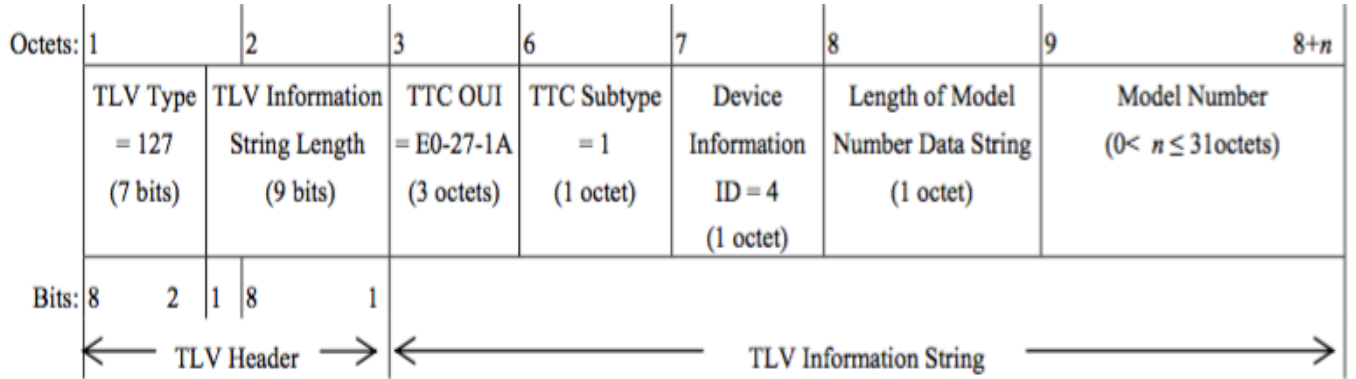 Octets: 1 2 3 6 7 8 9 8+n
TLV Type
= 127
(7 bits)
TLV Information
String Length
(9 bits)
TTC OUI
= E0-27-1A
(3 octets)
TTC Subtype
= 1
(1 octet)
Device
Information
ID = 4
(1 octet)
Length of Model
Number Data String
(1 octet)
Model Number
(0< n ≤ 31octets)
Bits: 8 2 1 8 1
TLV Header
TLV Information String